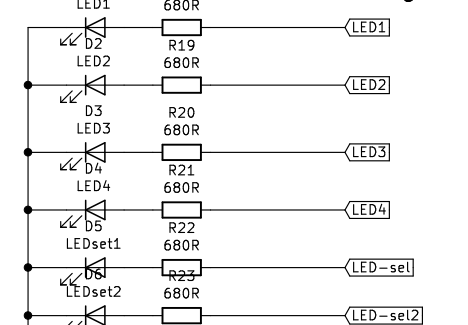 LED1
680R
LED1
D2
R19
LED2
680R
LED2
D3
R20
LED3
680R
LED3
D4
R21
LED4
680R
LED4
D5
R22
LEDset1
680R
LED-sel
D6
R23
LEDset2
680R
LED-sel2